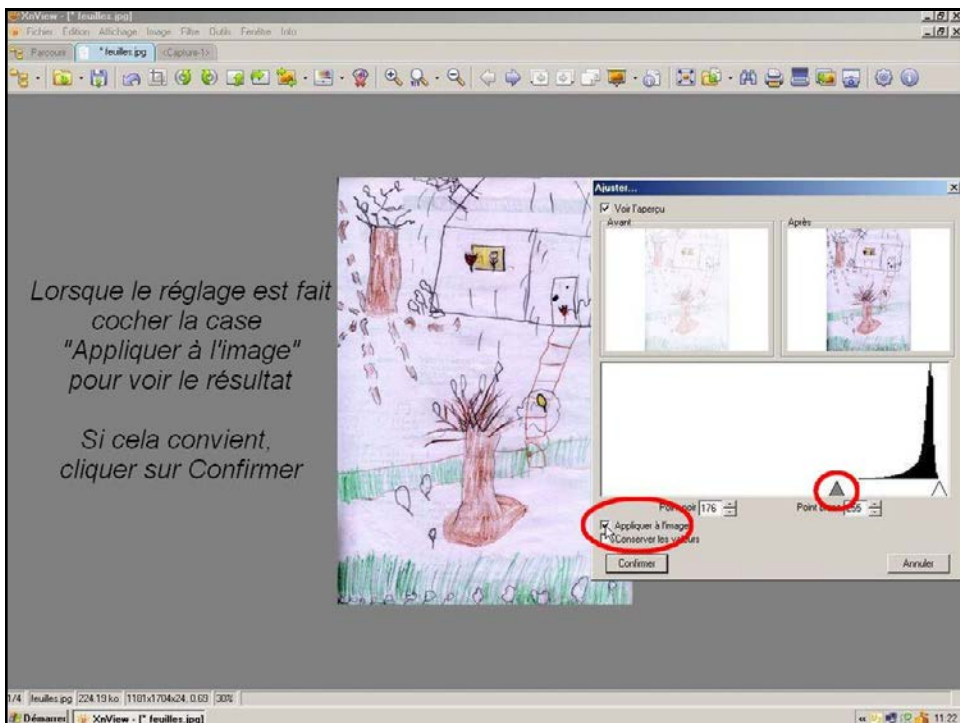 XnView - [* feuilles.jpg]
Fichier Edition Affichage Image Filtre Outils Fenêtre Info
Parcourir * feuilles.jpg <Capture-1>
Lorsque le réglage est fait
cocher la case
"Appliquer à l'image"
pour voir le résultat
Si cela convient,
cliquer sur Confirmer
Ajuster...
Voir l'aperçu
Avant Après
Point noir 176 Point blanc 255
Appliquer à l'image
Conserver les valeurs
Confirmer Annuler
1/4 feuilles.jpg 224.19 ko 1181x1704x24, 0.69 30%
Démarrer XnView - [* feuilles.jpg] 11:22